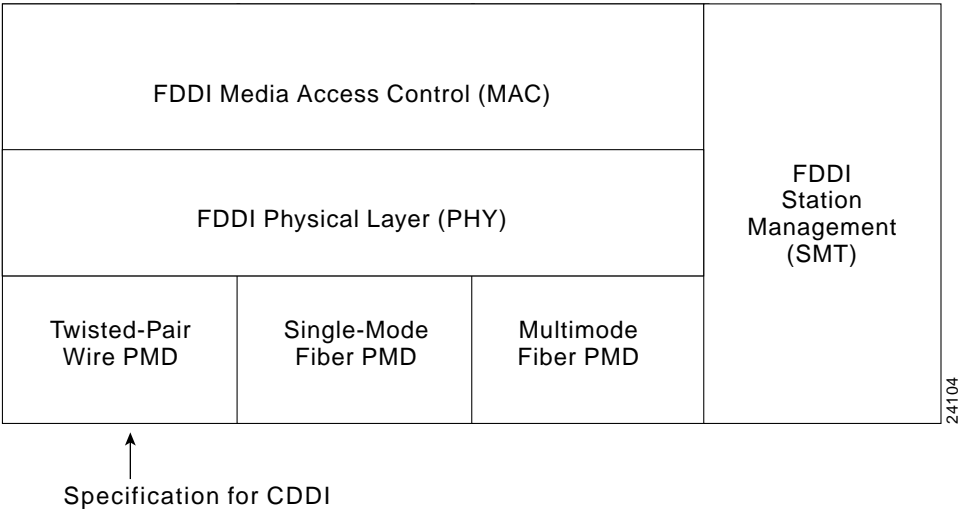 FDDI Media Access Control (MAC)
FDDI Physical Layer (PHY)
FDDI
Station
Management
(SMT)
Twisted-Pair
Wire PMD
Single-Mode
Fiber PMD
Multimode
Fiber PMD
24104
Specification for CDDI